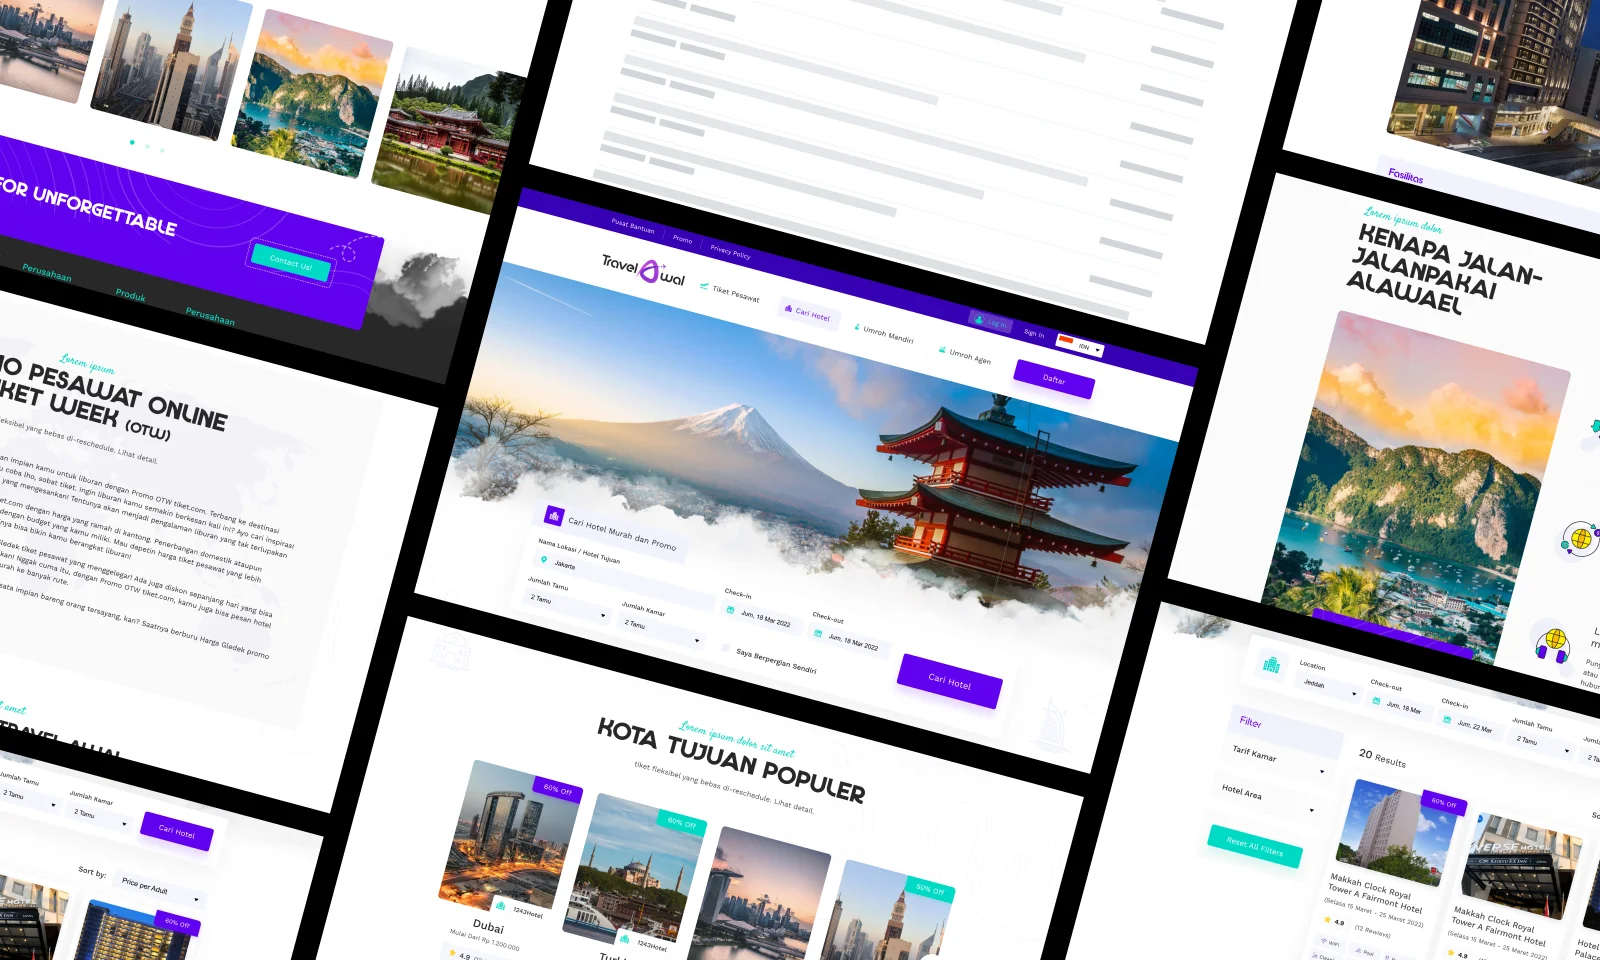 FOR UNFORGETTABLE
Contact Us!
Perusahaan
Produk
Perusahaan
Lorem ipsum
PESAWAT ONLINE
TIKET WEEK (OTW)
fleksibel yang bebas di-reschedule. Lihat detail.
an impian kamu untuk liburan dengan Promo OTW tiket.com. Terbang ke destinasi
u coba lho, sobat tiket. Ingin liburan kamu semakin berkesan kali ini? Ayo cari inspirasi
yang mengesankan! Tentunya akan menjadi pengalaman liburan yang tak terlupakan
ket.com dengan harga yang ramah di kantong. Penerbangan domestik ataupun
dengan budget yang kamu miliki. Mau dapetin harga tiket pesawat yang lebih
nya bisa bikin kamu berangkat liburan!
Gledek tiket pesawat yang menggelegar! Ada juga diskon sepanjang hari yang bisa
kan! Nggak cuma itu, dengan Promo OTW tiket.com, kamu juga bisa pesan hotel
urah ke banyak rute.
sata impian bareng orang tersayang, kan? Saatnya berburu Harga Gledek promo
t amet
TRAVEL AWAL
Jumlah Tamu
2 Tamu
Jumlah Kamar
2 Tamu
Cari Hotel
Sort by:
Price per Adult
60% Off
Pusat Bantuan
Promo
Privacy Policy
Log In
Sign In
IDN
Travel Awal
Tiket Pesawat
Cari Hotel
Umroh Mandiri
Umroh Agen
Daftar
Cari Hotel Murah dan Promo
Nama Lokasi / Hotel Tujuan
Jakarta
Check-in
Jum, 18 Mar 2022
Check-out
Jum, 18 Mar 2022
Jumlah Tamu
2 Tamu
Jumlah Kamar
2 Tamu
Saya Berpergian Sendiri
Cari Hotel
Lorem ipsum dolor sit amet
KOTA TUJUAN POPULER
tiket fleksibel yang bebas di-reschedule. Lihat detail.
60% Off
1243Hotel
Dubai
Mulai Dari Rp 1.200.000
4.9
60% Off
1243Hotel
50% Off
Fasilitas
Lorem ipsum dolor
KENAPA JALAN-
JALANPAKAI
ALAWAEL
Location
Jeddah
Check-out
Jum, 18 Mar
Check-in
Jum, 22 Mar
Jumlah Tamu
2 Tamu
Filter
Tarif Kamar
Hotel Area
Reset All Filters
20 Results
60% Off
Makkah Clock Royal
Tower A Fairmont Hotel
(Selasa 15 Maret - 25 Maret 2022)
4.9
(12 Reviews)
WiFi
Pool
Makkah Clock Royal
Tower A Fairmont Hotel
(Selasa 15 Maret - 25 Maret 2022)
4.9